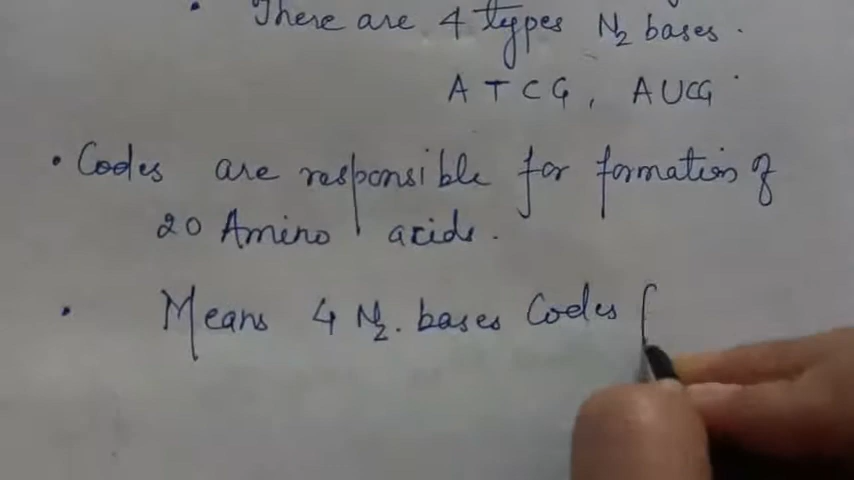 • There are 4 types N2 bases.
A T C G, A U C G
• Codes are responsible for formation of
20 Amino acids.
• Means 4 N2. bases Codes